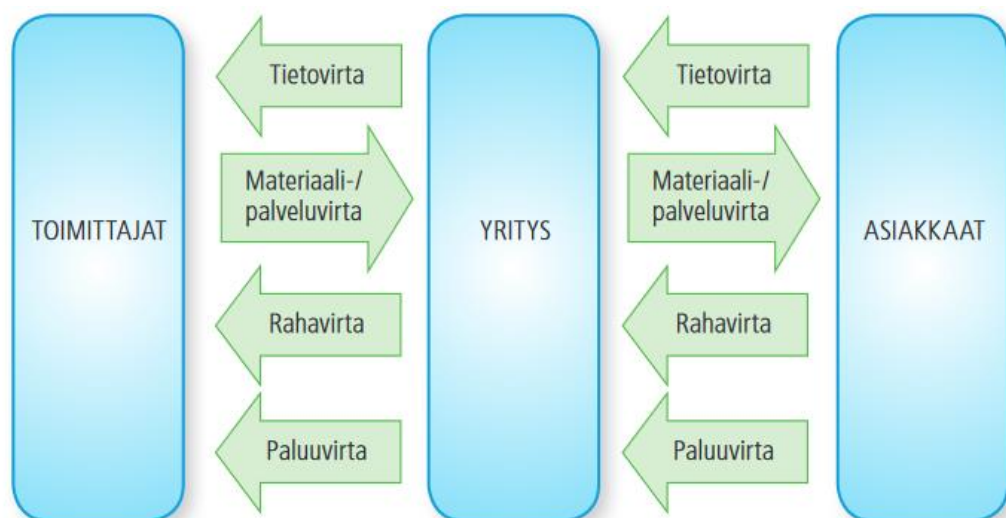 Tietovirta
Tietovirta
Materiaali-/
palveluvirta
Materiaali-/
palveluvirta
TOIMITTAJAT
YRITYS
ASIAKKAAT
Rahavirta
Rahavirta
Paluuvirta
Paluuvirta